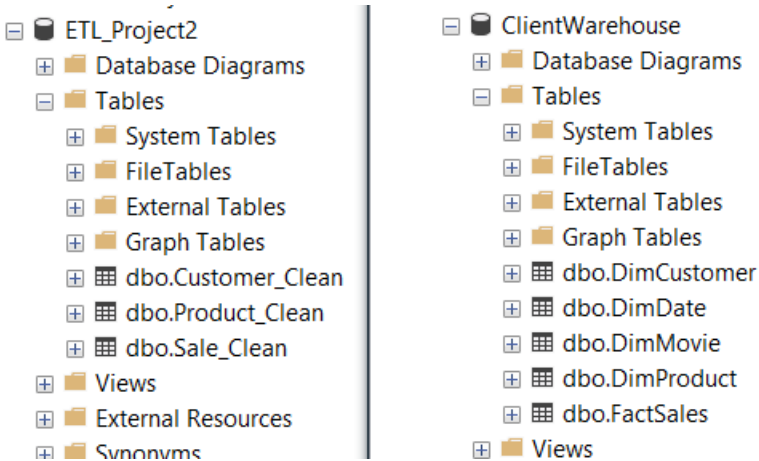 ETL_Project2
Database Diagrams
Tables
System Tables
FileTables
External Tables
Graph Tables
dbo.Customer_Clean
dbo.Product_Clean
dbo.Sale_Clean
Views
External Resources
Synonyms
ClientWarehouse
Database Diagrams
Tables
System Tables
FileTables
External Tables
Graph Tables
dbo.DimCustomer
dbo.DimDate
dbo.DimMovie
dbo.DimProduct
dbo.FactSales
Views